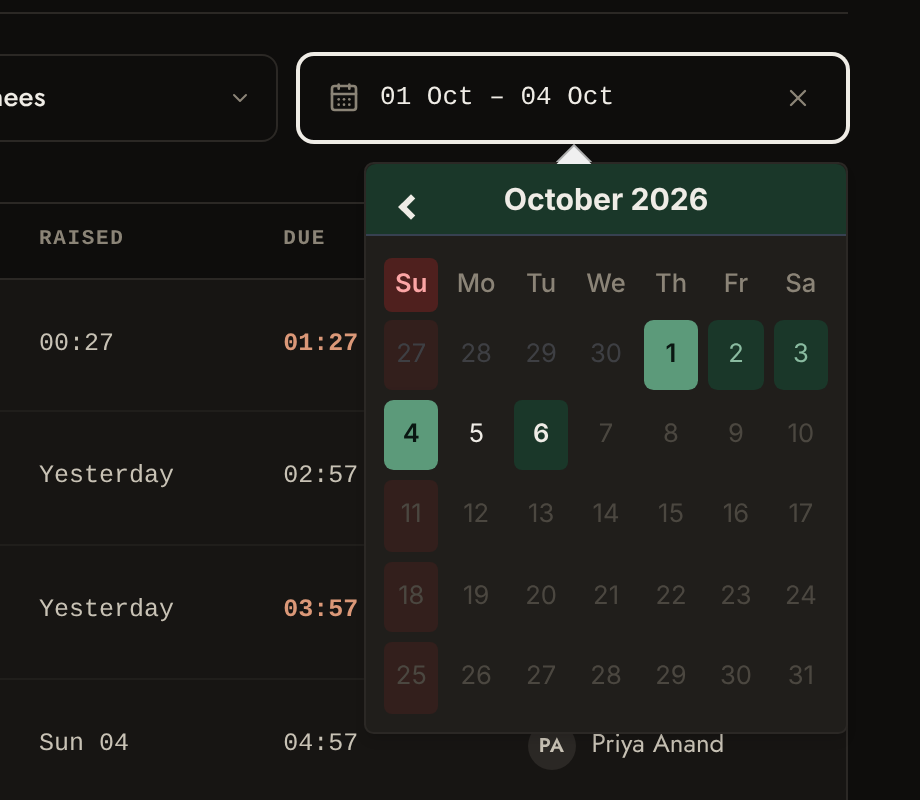 nees
01 Oct – 04 Oct
October 2026
RAISED DUE
Su Mo Tu We Th Fr Sa
27 28 29 30 1 2 3
00:27 01:27
4 5 6 7 8 9 10
Yesterday 02:57
11 12 13 14 15 16 17
18 19 20 21 22 23 24
Yesterday 03:57
25 26 27 28 29 30 31
Sun 04 04:57 PA Priya Anand